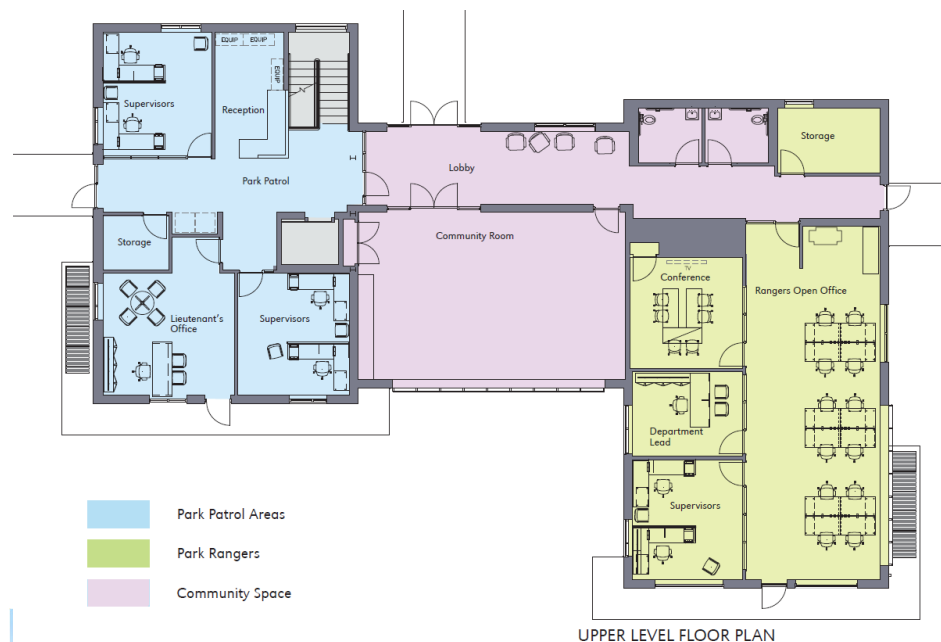 EQUIP
EQUIP
EQUIP
Supervisors
Reception
Storage
Lobby
Park Patrol
Community Room
Storage
TV
Conference
Rangers Open Office
Lieutenant's
Office
Supervisors
Department
Lead
Supervisors
Park Patrol Areas
Park Rangers
Community Space
UPPER LEVEL FLOOR PLAN